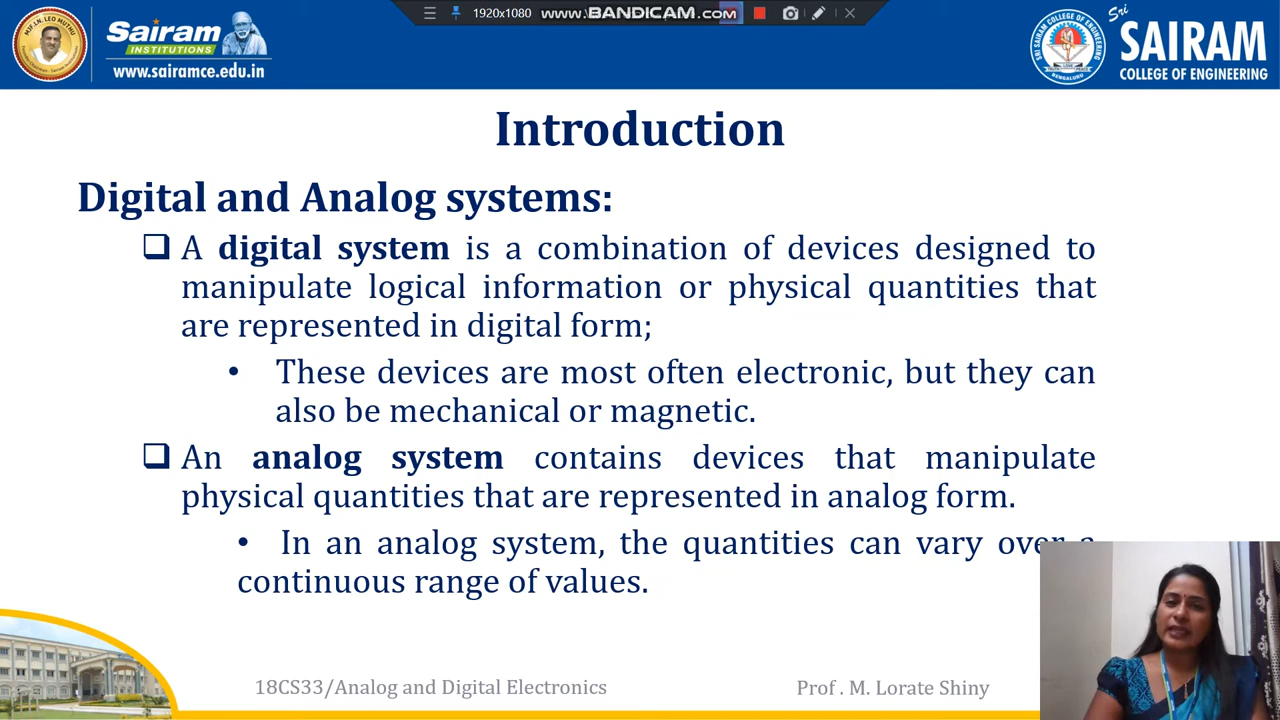 1920x1080 www.BANDICAM.com
Sairam
INSTITUTIONS
www.sairamce.edu.in
Sri
SAIRAM
COLLEGE OF ENGINEERING
Introduction
Digital and Analog systems:
❑ A digital system is a combination of devices designed to
manipulate logical information or physical quantities that
are represented in digital form;
• These devices are most often electronic, but they can
also be mechanical or magnetic.
❑ An analog system contains devices that manipulate
physical quantities that are represented in analog form.
• In an analog system, the quantities can vary over a
continuous range of values.
18CS33/Analog and Digital Electronics
Prof . M. Lorate Shiny